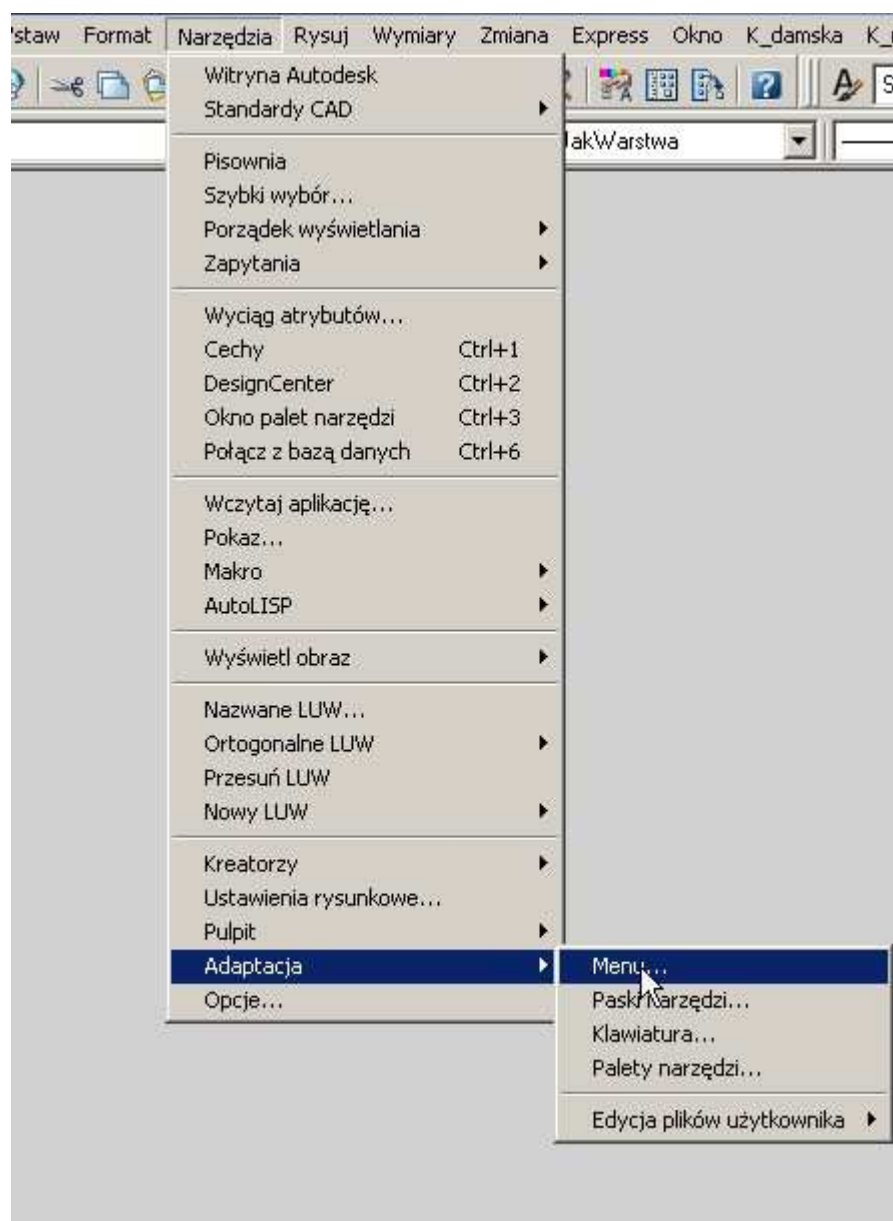 Format Narzędzia Rysuj Wymiary Zmiana Express Okno K_damska
Witryna Autodesk
Standardy CAD
JakWarstwa
Pisownia
Szybki wybór...
Porządek wyświetlania
Zapytania
Wyciąg atrybutów...
Cechy Ctrl+1
DesignCenter Ctrl+2
Okno palet narzędzi Ctrl+3
Połącz z bazą danych Ctrl+6
Wczytaj aplikację...
Pokaz...
Makro
AutoLISP
Wyświetl obraz
Nazwane LUW...
Ortogonalne LUW
Przesuń LUW
Nowy LUW
Kreatorzy
Ustawienia rysunkowe...
Pulpit
Adaptacja
Menu...
Opcje...
Paski narzędzi...
Klawiatura...
Palety narzędzi...
Edycja plików użytkownika